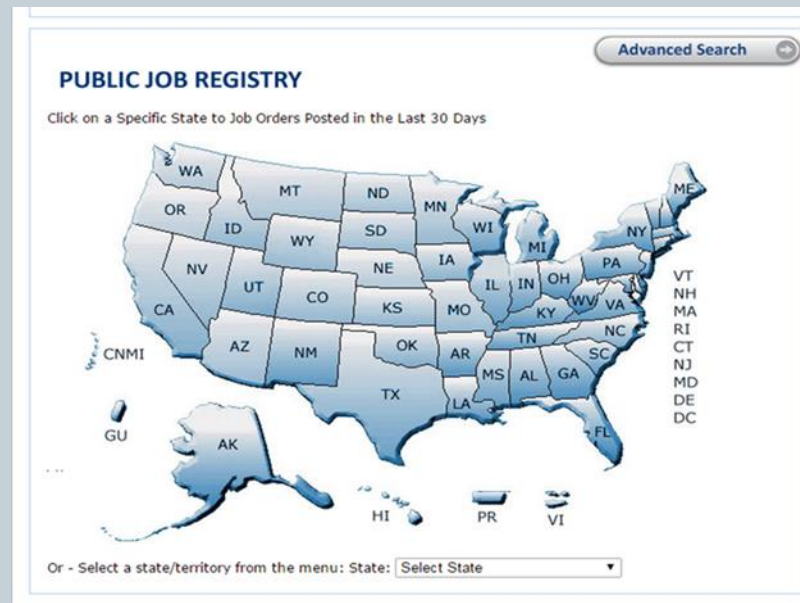 Advanced Search
PUBLIC JOB REGISTRY
Click on a Specific State to Job Orders Posted in the Last 30 Days
WA
MT
ND
MN
ME
OR
ID
WY
SD
WI
MI
NY
NV
UT
CO
NE
IA
IL
IN
OH
PA
CA
KS
MO
KY
WV
VA
AZ
NM
OK
AR
TN
NC
SC
TX
LA
MS
AL
GA
FL
VT
NH
MA
RI
CT
NJ
MD
DE
DC
CNMI
GU
AK
HI
PR
VI
Or - Select a state/territory from the menu: State: Select State